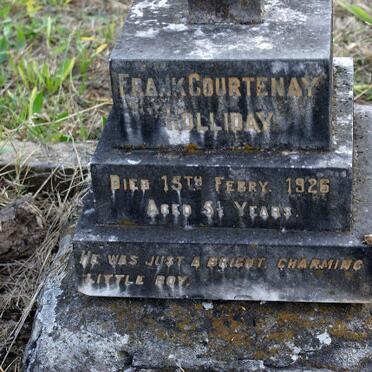 FRANK COURTENAY
HOLLIDAY
DIED 15TH FEBRY. 1926
AGED 5½ YEARS.
HE WAS JUST A BRIGHT, CHARMING
LITTLE BOY.